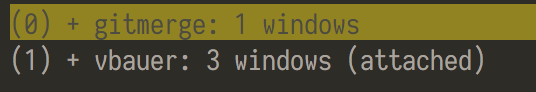 (0) + gitmerge: 1 windows
(1) + vbauer: 3 windows (attached)